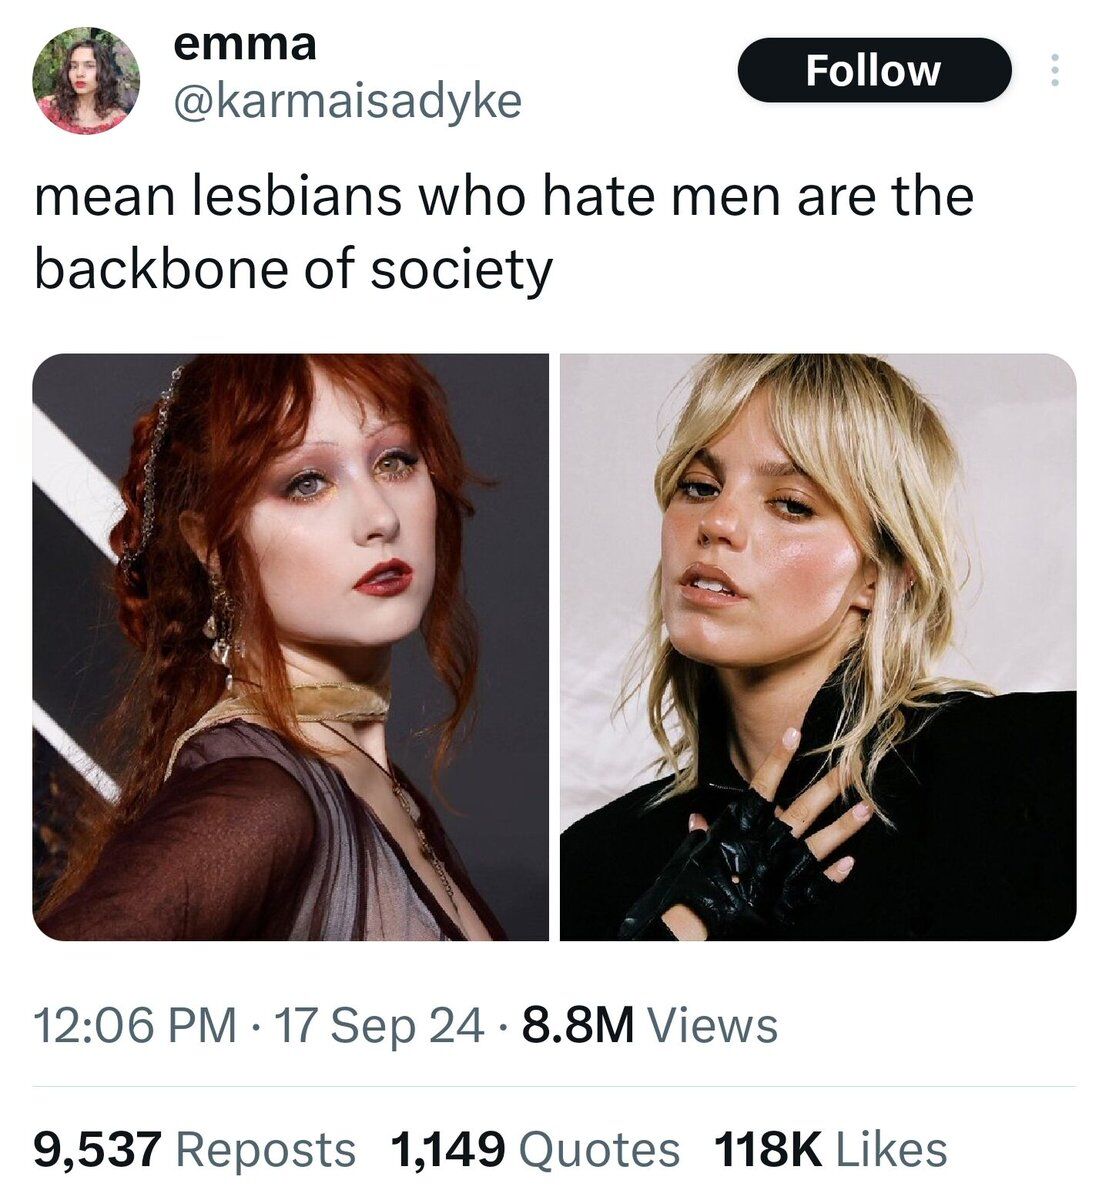 emma
@karmaisadyke
Follow
mean lesbians who hate men are the
backbone of society
12:06 PM · 17 Sep 24 · 8.8M Views
9,537 Reposts 1,149 Quotes 118K Likes